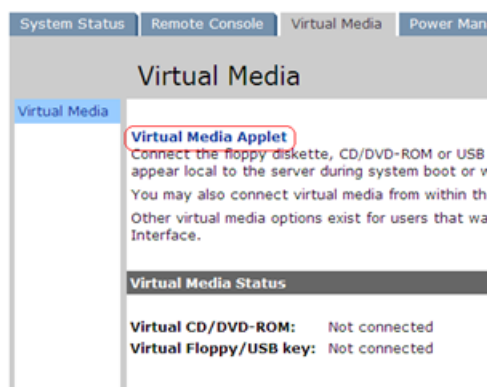 System Status Remote Console Virtual Media Power Man
Virtual Media
Virtual Media
Virtual Media Applet
Connect the floppy diskette, CD/DVD-ROM or USB
appear local to the server during system boot or w
You may also connect virtual media from within th
Other virtual media options exist for users that wa
Interface.
Virtual Media Status
Virtual CD/DVD-ROM: Not connected
Virtual Floppy/USB key: Not connected